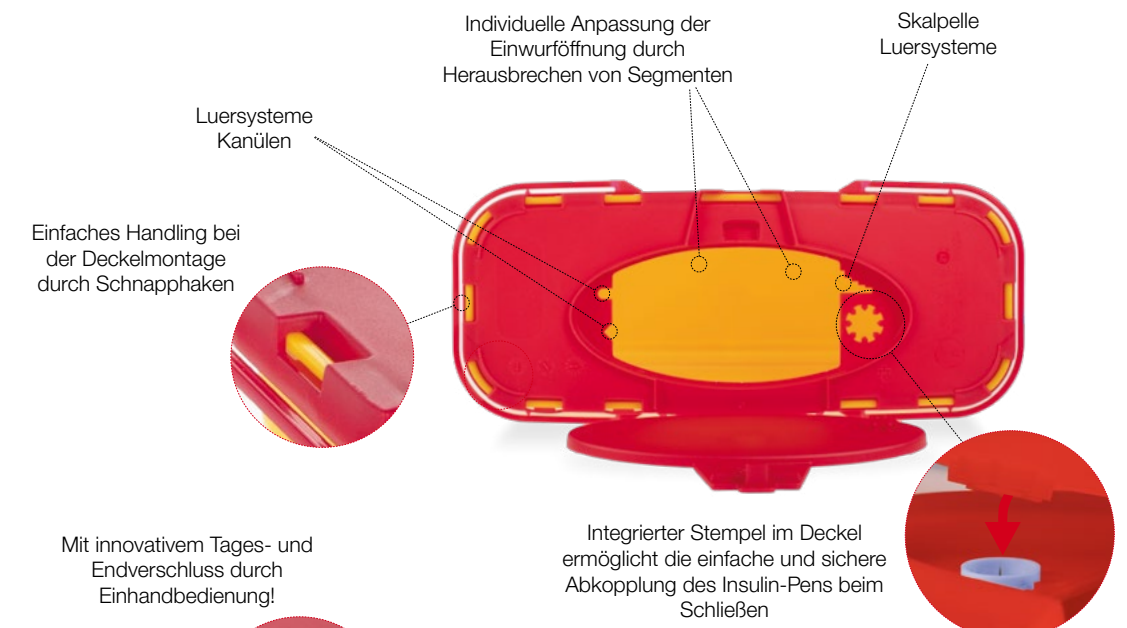 Individuelle Anpassung der
Einwurföffnung durch
Herausbrechen von Segmenten
Skalpelle
Luersysteme
Luersysteme
Kanülen
Einfaches Handling bei
der Deckelmontage
durch Schnapphaken
Mit innovativem Tages- und
Endverschluss durch
Einhandbedienung!
Integrierter Stempel im Deckel
ermöglicht die einfache und sichere
Abkopplung des Insulin-Pens beim
Schließen